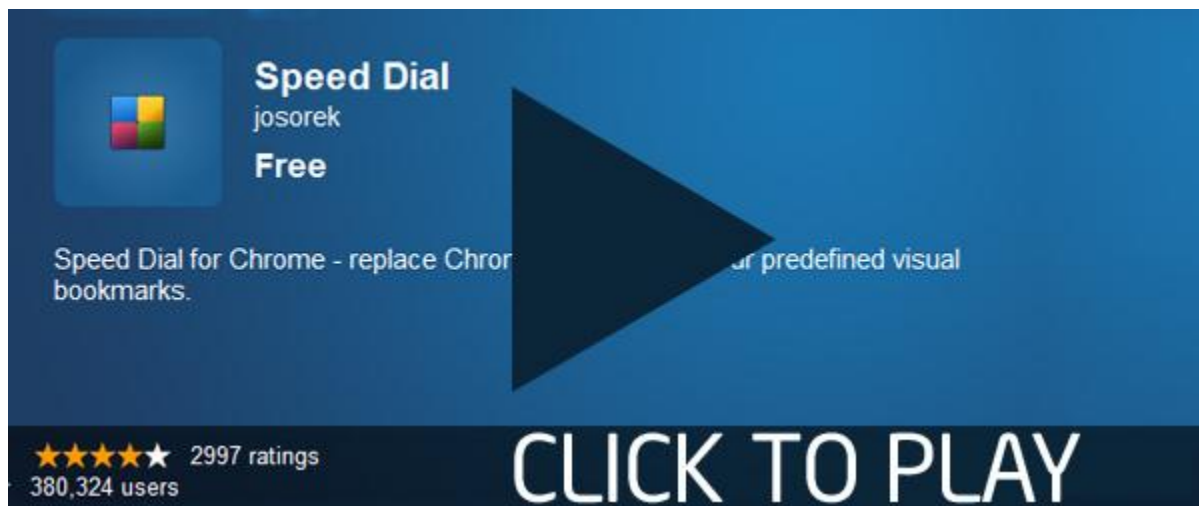 Speed Dial
josorek
Free
Speed Dial for Chrome - replace predefined visual
bookmarks.
2997 ratings
380,324 users
CLICK TO PLAY